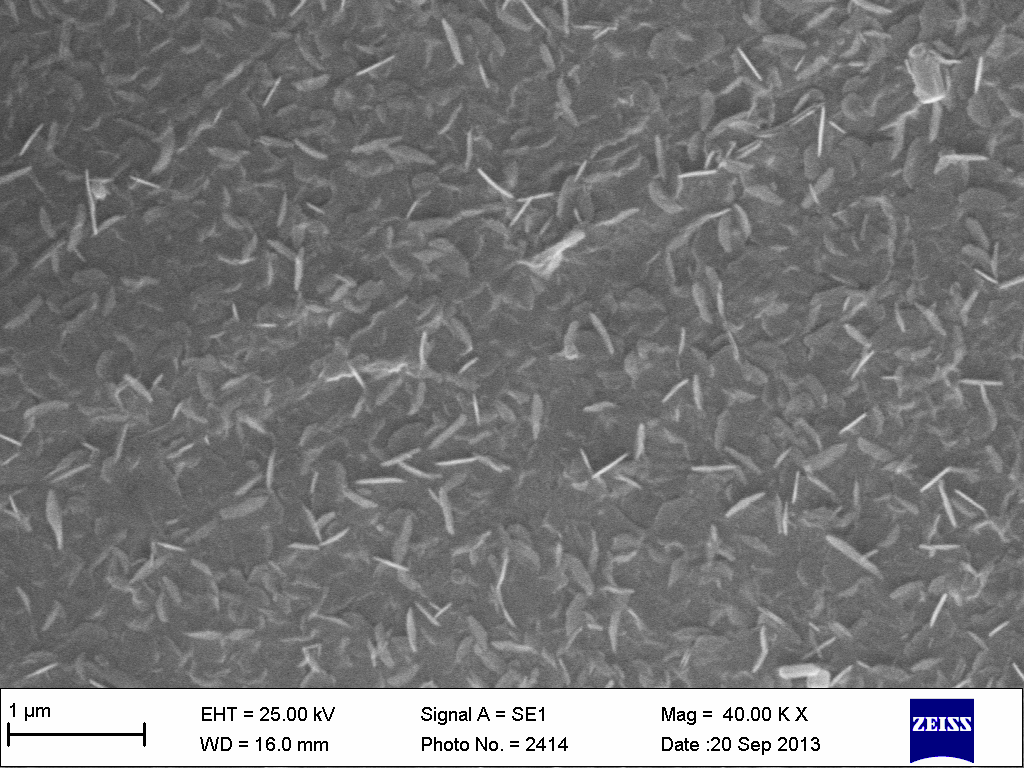 1 µm
EHT = 25.00 kV
WD = 16.0 mm
Signal A = SE1
Photo No. = 2414
Mag = 40.00 K X
Date :20 Sep 2013
ZEISS